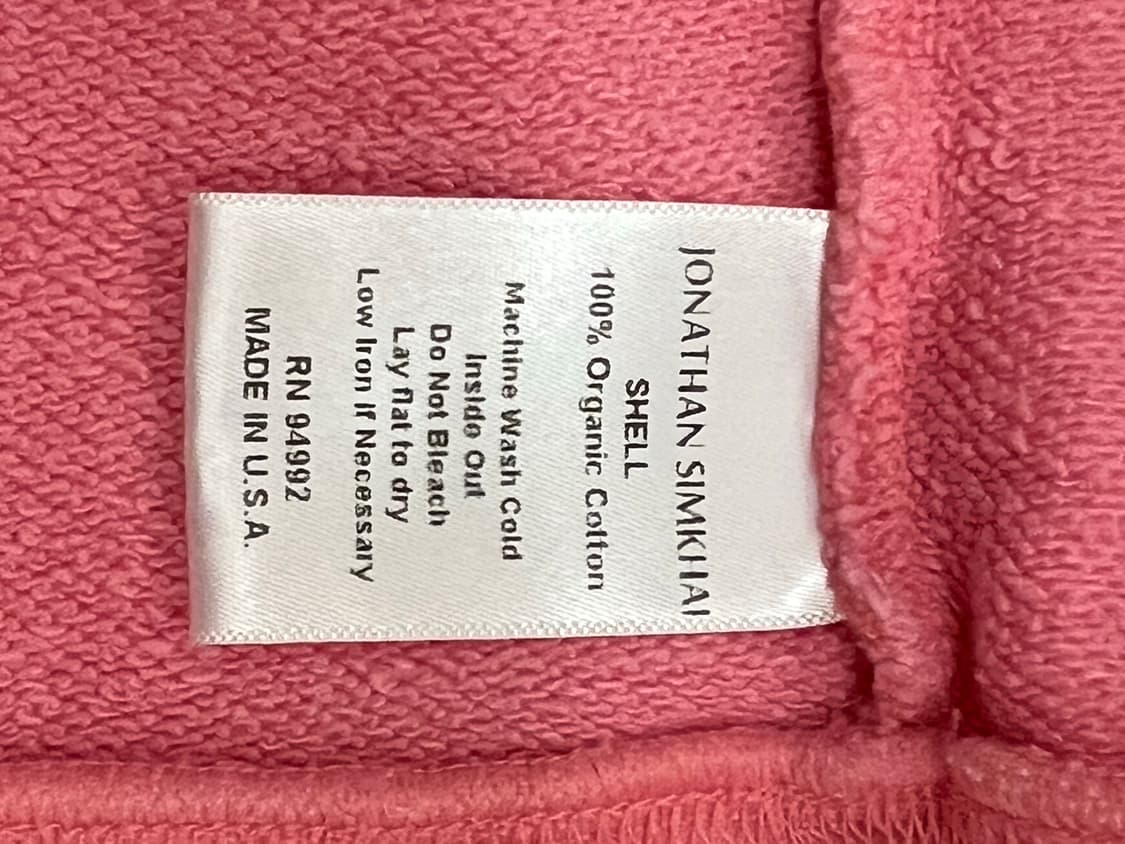 JONATHAN SIMKHAI
SHELL
100% Organic Cotton
Machine Wash Cold
Inside Out
Do Not Bleach
Lay flat to dry
Low Iron If Necessary
RN 94992
MADE IN U.S.A.